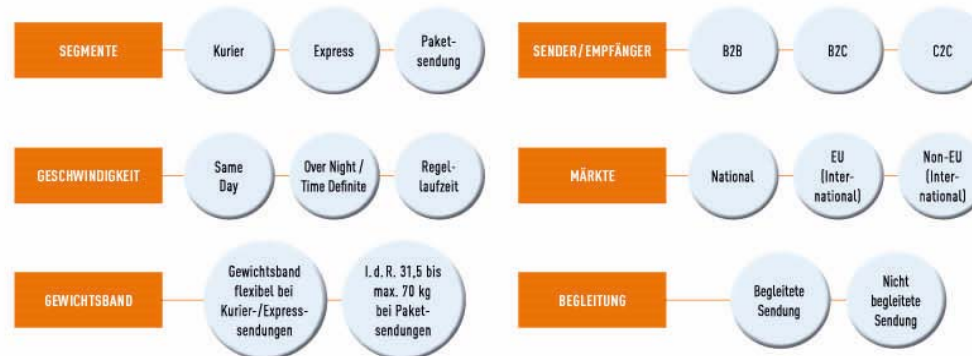 SEGMENTE
Kurier
Express
Paket-
sendung
SENDER/EMPFÄNGER
B2B
B2C
C2C
GESCHWINDIGKEIT
Same
Day
Over Night /
Time Definite
Regel-
laufzeit
MÄRKTE
National
EU
(Inter-
national)
Non-EU
(Inter-
national)
GEWICHTSBAND
Gewichtsband
flexibel bei
Kurier-/Express-
sendungen
I. d. R. 31,5 bis
max. 70 kg
bei Paket-
sendungen
BEGLEITUNG
Begleitete
Sendung
Nicht
begleitete
Sendung